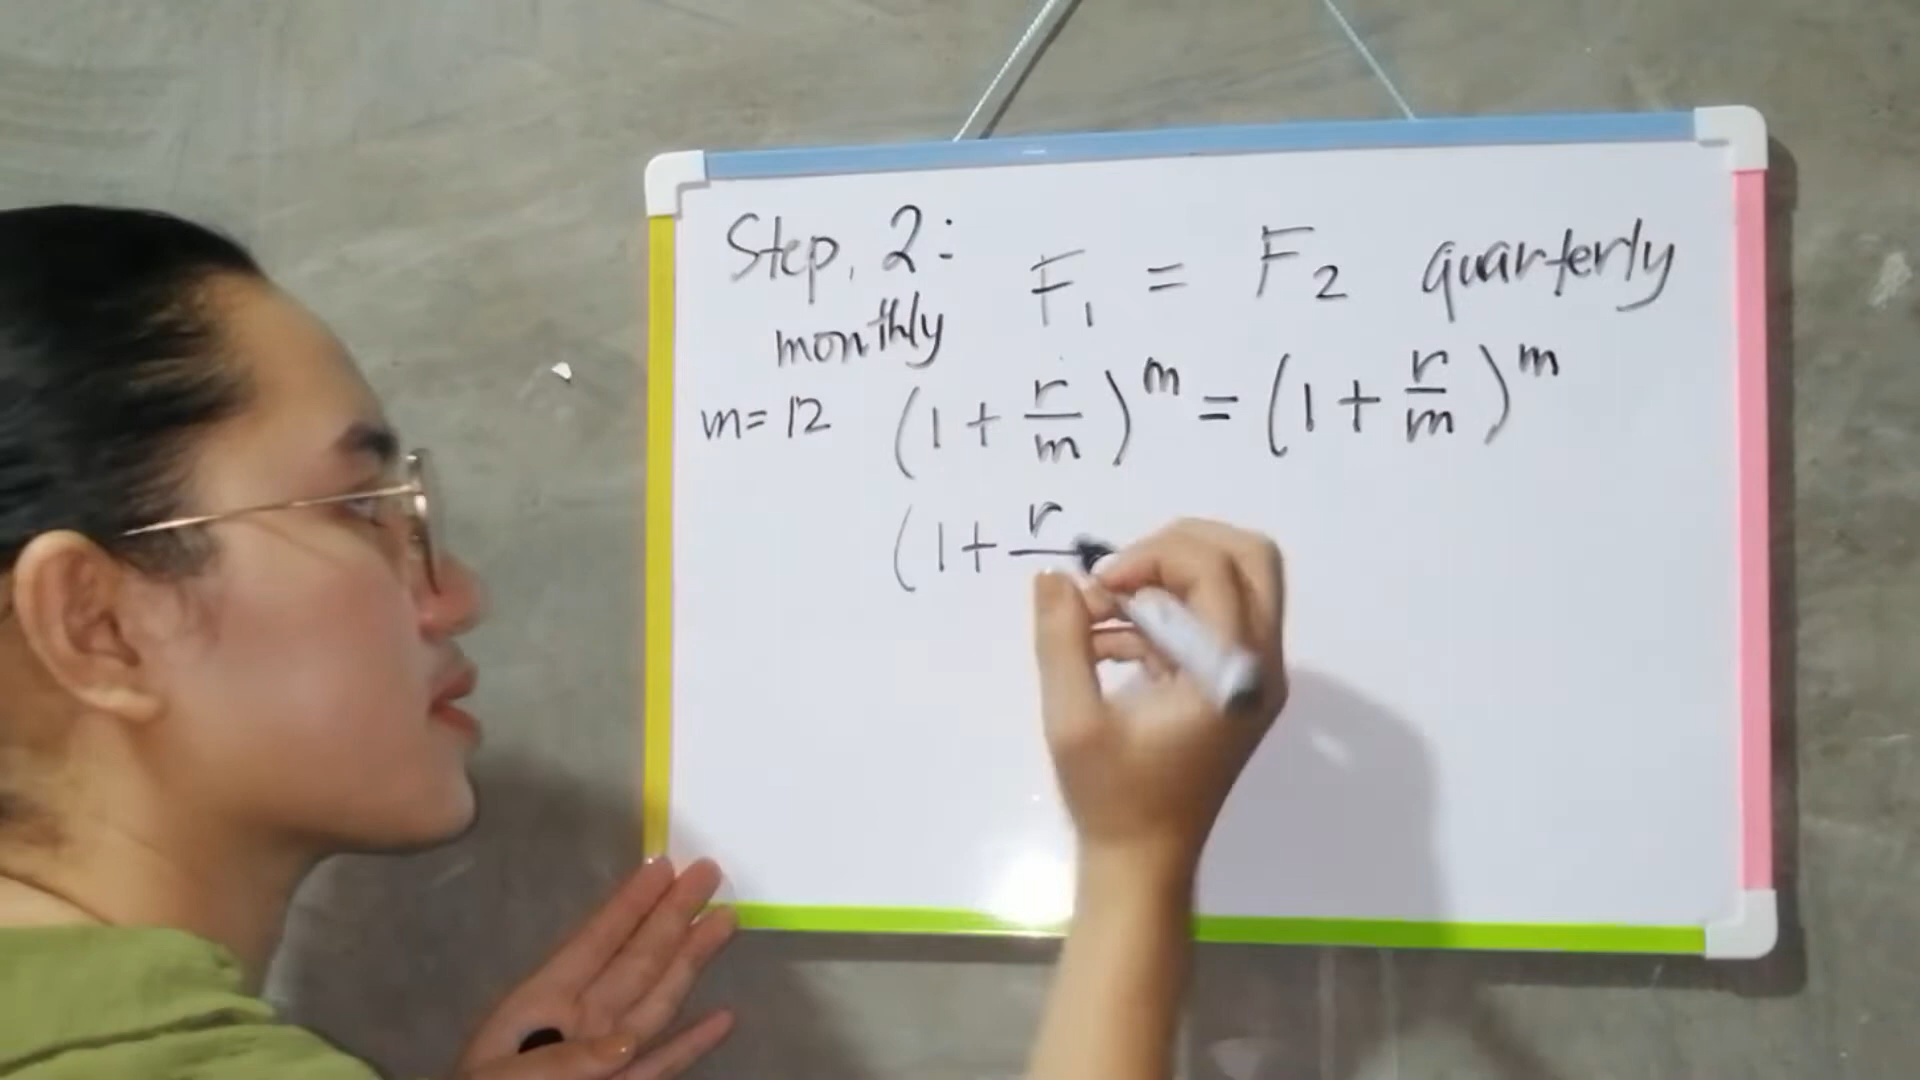 Step. 2: F₁ = F₂ quarterly
monthly
m = 12 (1 + r/m)^m = (1 + r/m)^m
(1 + r/